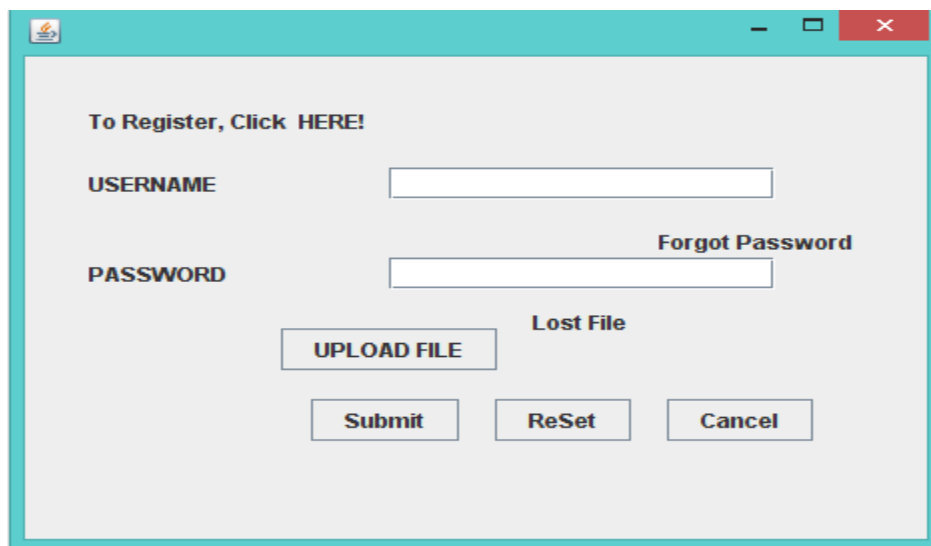 To Register, Click HERE!
USERNAME
Forgot Password
PASSWORD
Lost File
UPLOAD FILE
Submit ReSet Cancel